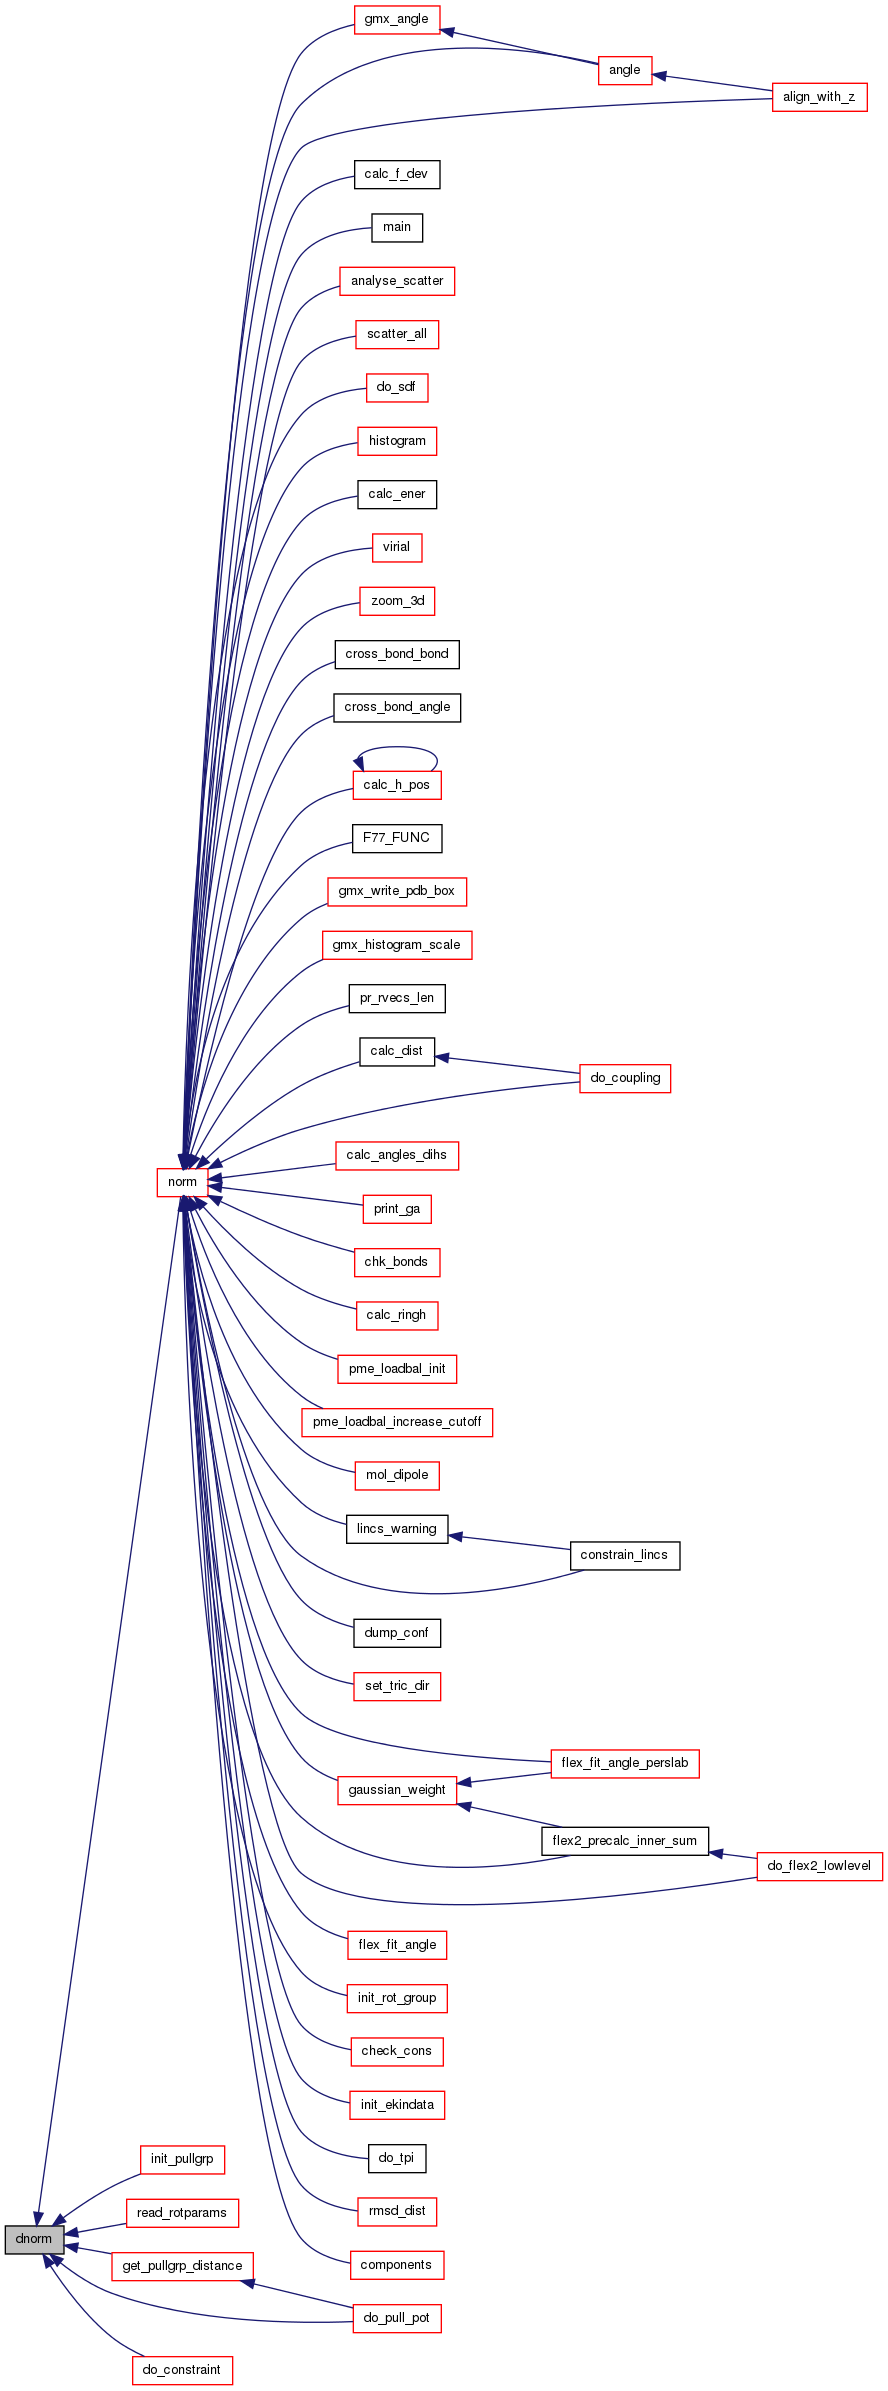 gmx_angle
angle
align_with_z
calc_f_dev
main
analyse_scatter
scatter_all
do_sdf
histogram
calc_ener
virial
zoom_3d
cross_bond_bond
cross_bond_angle
calc_h_pos
F77_FUNC
gmx_write_pdb_box
gmx_histogram_scale
pr_rvecs_len
calc_dist
do_coupling
calc_angles_dihs
norm
print_ga
chk_bonds
calc_ringh
pme_loadbal_init
pme_loadbal_increase_cutoff
mol_dipole
lincs_warning
constrain_lincs
dump_conf
set_tric_dir
flex_fit_angle_perslab
gaussian_weight
flex2_precalc_inner_sum
do_flex2_lowlevel
flex_fit_angle
init_rot_group
check_cons
init_ekindata
do_tpi
init_pullgrp
rmsd_dist
read_rotparams
dnorm
components
get_pullgrp_distance
do_pull_pot
do_constraint